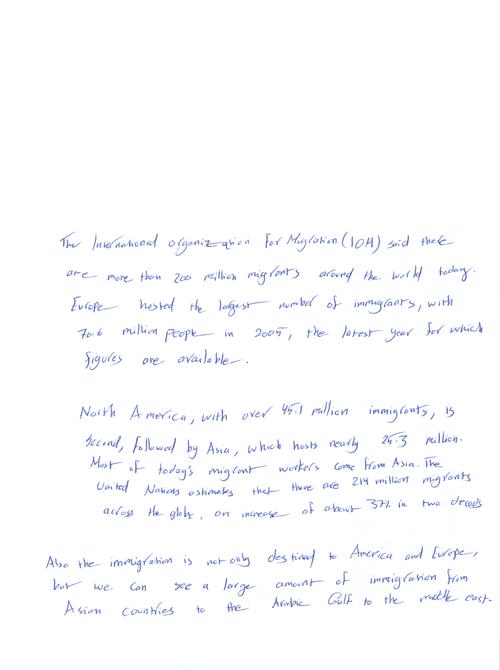 The International organization For Migration (IOM) said there
are more than 200 million migrants around the world today.
Europe hosted the largest number of immigrants, with
70.6 million people in 2005, the latest year for which
figures are available.
North America, with over 45.1 million immigrants, is
second, followed by Asia, which hosts nearly 25.3 million.
Most of today's migrant workers come from Asia. The
United Nations estimates that there are 214 million migrants
across the globe, an increase of about 37% in two decads
Also the immigration is not only destined to America and Europe,
but we can see a large amount of immigration from
Asian countries to the Arabic Gulf to the middle east.